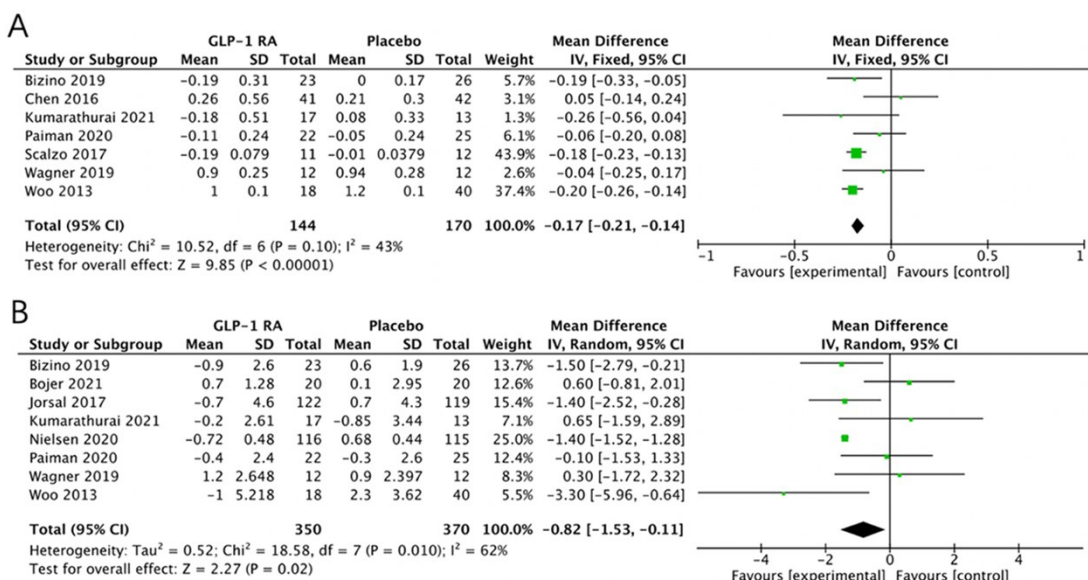 A
GLP-1 RA Placebo Mean Difference Mean Difference
Study or Subgroup Mean SD Total Mean SD Total Weight IV, Fixed, 95% CI IV, Fixed, 95% CI
Bizino 2019 −0.19 0.31 23 0 0.17 26 5.7% −0.19 [−0.33, −0.05]
Chen 2016 0.26 0.56 41 0.21 0.3 42 3.1% 0.05 [−0.14, 0.24]
Kumarathurai 2021 −0.18 0.51 17 0.08 0.33 13 1.3% −0.26 [−0.56, 0.04]
Paiman 2020 −0.11 0.24 22 −0.05 0.24 25 6.1% −0.06 [−0.20, 0.08]
Scalzo 2017 −0.19 0.079 11 −0.01 0.0379 12 43.9% −0.18 [−0.23, −0.13]
Wagner 2019 0.9 0.25 12 0.94 0.28 12 2.6% −0.04 [−0.25, 0.17]
Woo 2013 1 0.1 18 1.2 0.1 40 37.4% −0.20 [−0.26, −0.14]
Total (95% CI) 144 170 100.0% −0.17 [−0.21, −0.14]
Heterogeneity: Chi² = 10.52, df = 6 (P = 0.10); I² = 43%
Test for overall effect: Z = 9.85 (P < 0.00001)
−1 −0.5 0 0.5 1
Favours [experimental] Favours [control]
B
GLP-1 RA Placebo Mean Difference Mean Difference
Study or Subgroup Mean SD Total Mean SD Total Weight IV, Random, 95% CI IV, Random, 95% CI
Bizino 2019 −0.9 2.6 23 0.6 1.9 26 13.7% −1.50 [−2.79, −0.21]
Bojer 2021 0.7 1.28 20 0.1 2.95 20 12.6% 0.60 [−0.81, 2.01]
Jorsal 2017 −0.7 4.6 122 0.7 4.3 119 15.4% −1.40 [−2.52, −0.28]
Kumarathurai 2021 −0.2 2.61 17 −0.85 3.44 13 7.1% 0.65 [−1.59, 2.89]
Nielsen 2020 −0.72 0.48 116 0.68 0.44 115 25.0% −1.40 [−1.52, −1.28]
Paiman 2020 −0.4 2.4 22 −0.3 2.6 25 12.4% −0.10 [−1.53, 1.33]
Wagner 2019 1.2 2.648 12 0.9 2.397 12 8.3% 0.30 [−1.72, 2.32]
Woo 2013 −1 5.218 18 2.3 3.62 40 5.5% −3.30 [−5.96, −0.64]
Total (95% CI) 350 370 100.0% −0.82 [−1.53, −0.11]
Heterogeneity: Tau² = 0.52; Chi² = 18.58, df = 7 (P = 0.010); I² = 62%
Test for overall effect: Z = 2.27 (P = 0.02)
−4 −2 0 2 4
Favours [experimental] Favours [control]